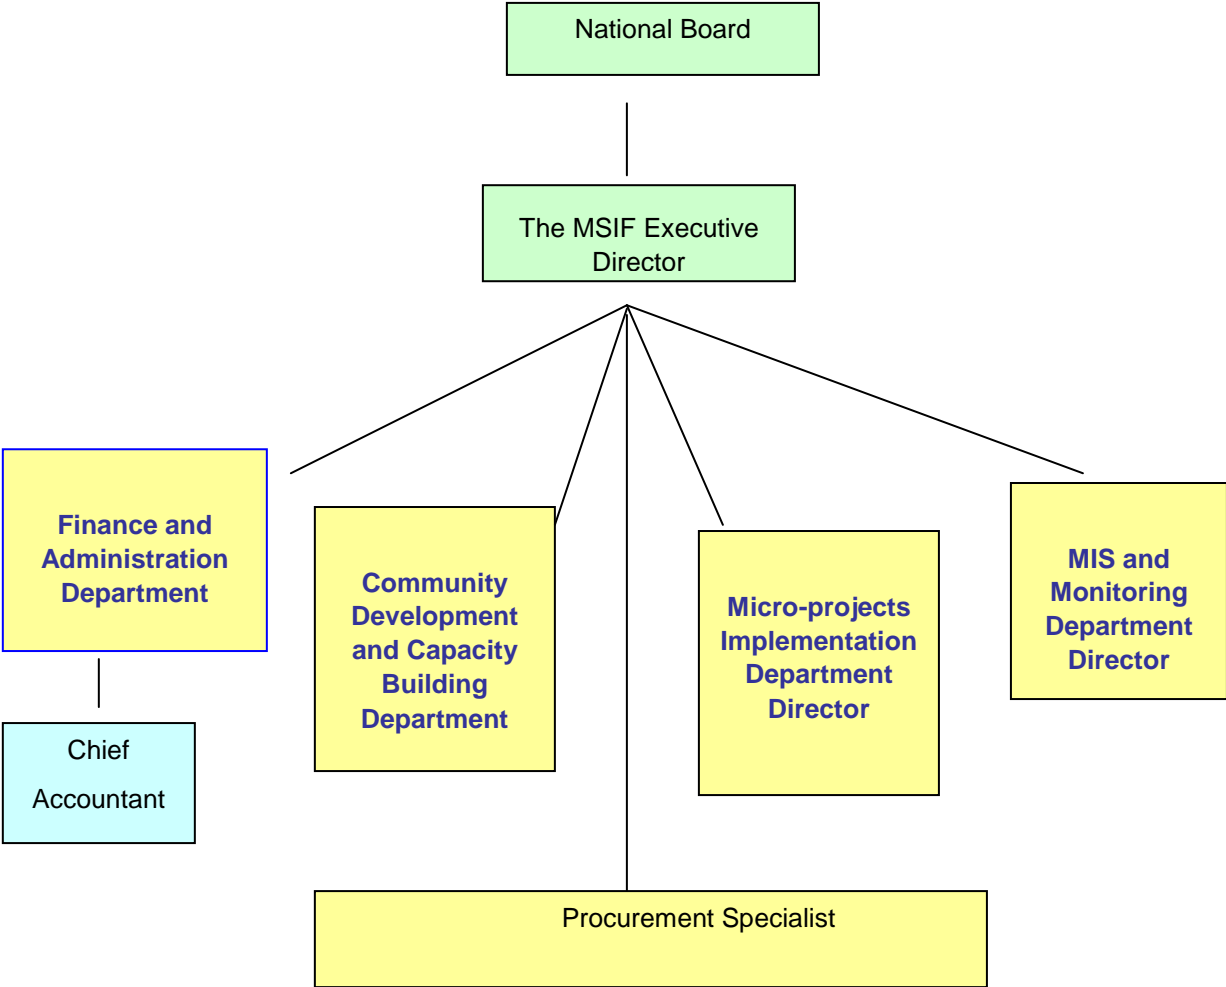 National Board
The MSIF Executive
Director
Finance and
Administration
Department
Community
Development
and Capacity
Building
Department
Micro-projects
Implementation
Department
Director
MIS and
Monitoring
Department
Director
Chief
Accountant
Procurement Specialist